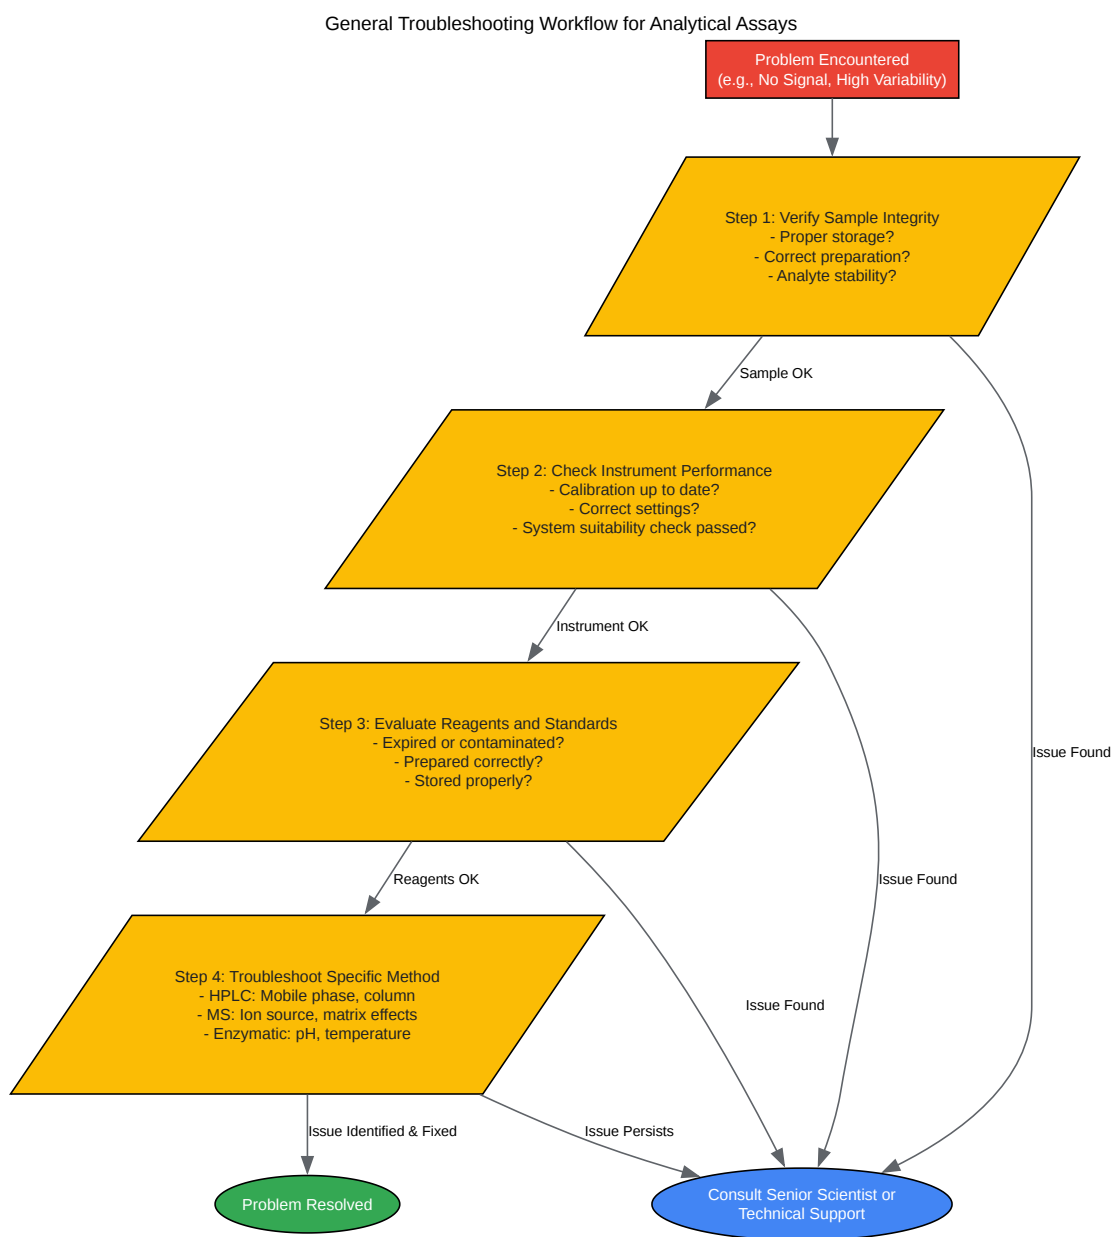 General Troubleshooting Workflow for Analytical Assays
Problem Encountered
(e.g., No Signal, High Variability)
Step 1: Verify Sample Integrity
- Proper storage?
- Correct preparation?
- Analyte stability?
Sample OK
Step 2: Check Instrument Performance
- Calibration up to date?
- Correct settings?
- System suitability check passed?
Instrument OK
Step 3: Evaluate Reagents and Standards
- Expired or contaminated?
- Prepared correctly?
- Stored properly?
Issue Found
Reagents OK
Issue Found
Step 4: Troubleshoot Specific Method
- HPLC: Mobile phase, column
- MS: Ion source, matrix effects
- Enzymatic: pH, temperature
Issue Found
Issue Identified & Fixed
Issue Persists
Problem Resolved
Consult Senior Scientist or
Technical Support